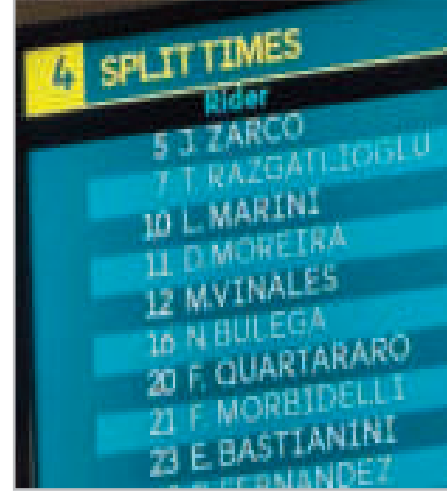 4 SPLIT TIMES
Rider
5 J. ZARCO
7 T. RAZGATLIOGLU
10 L. MARINI
11 D. MOREIRA
12 M.VINALES
16 N BULEGA
20 F. QUARTARARO
21 F. MORBIDELLI
23 E. BASTIANINI
FERNANDEZ